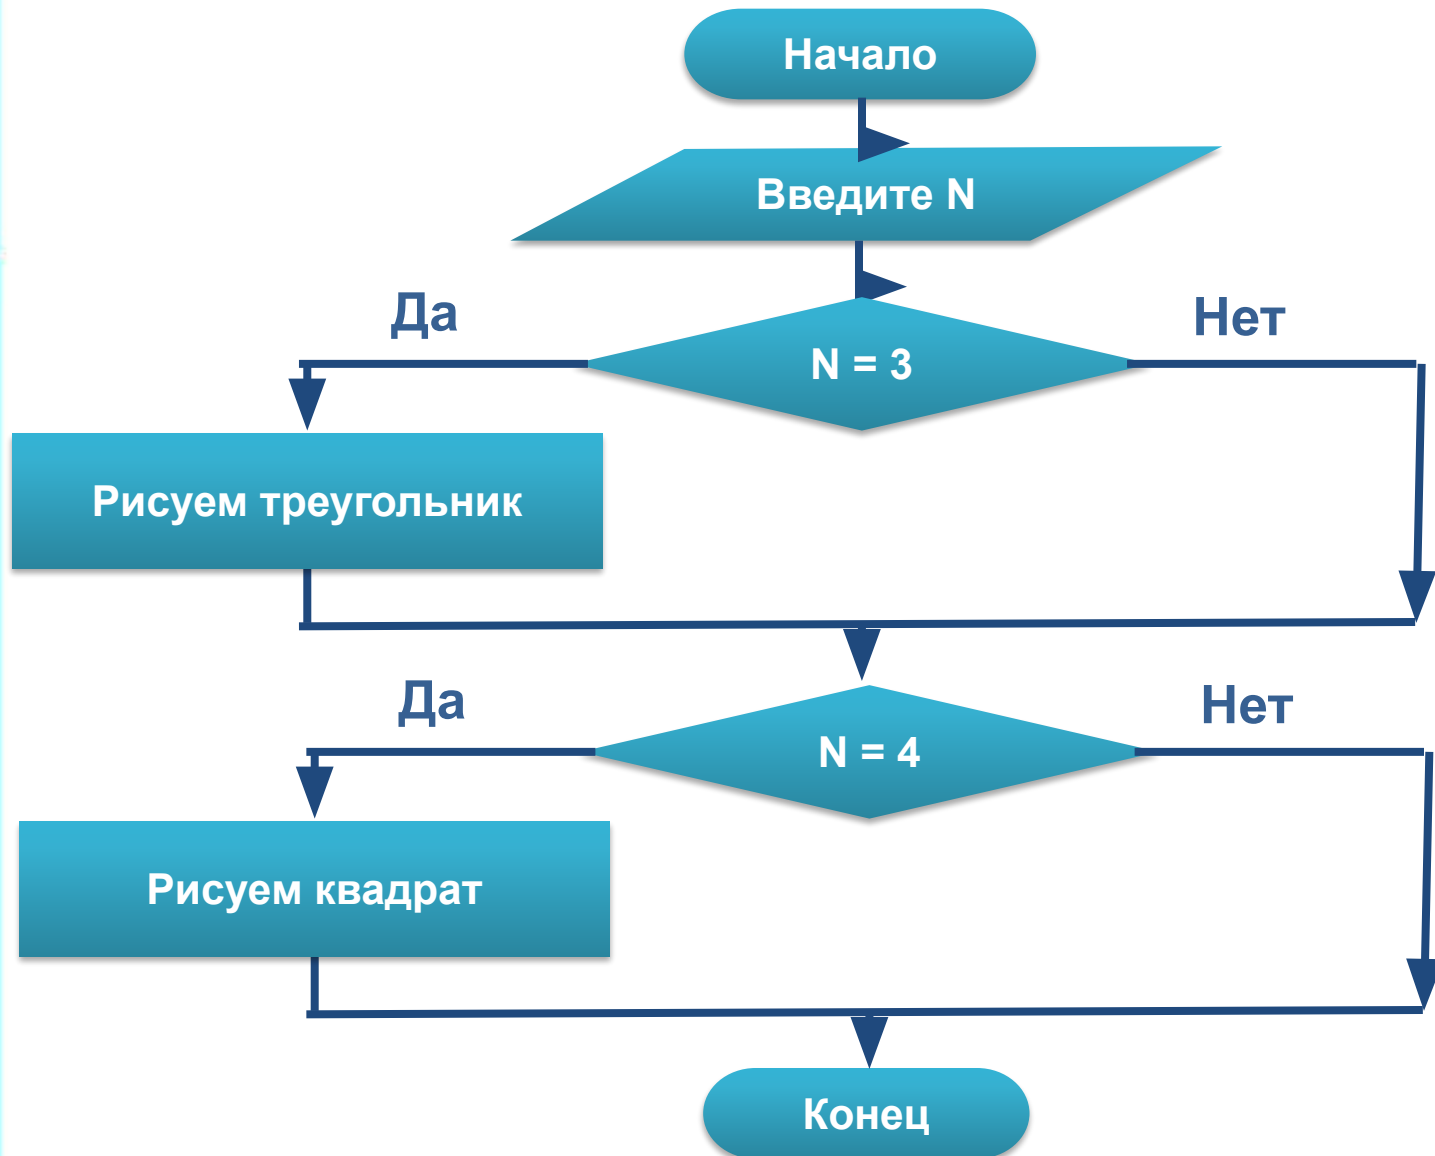 Начало
Введите N
Да
Нет
N = 3
Рисуем треугольник
Да
Нет
N = 4
Рисуем квадрат
Конец